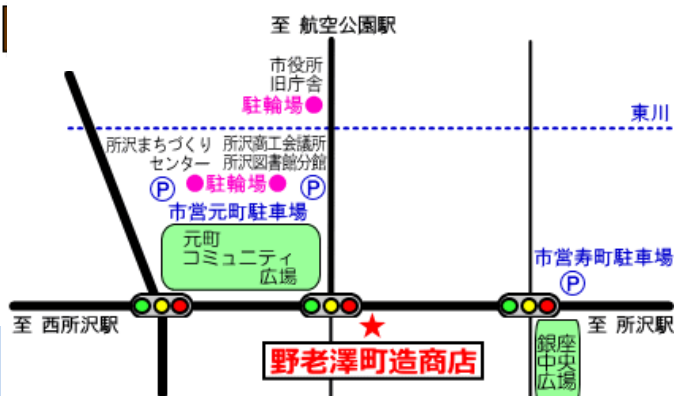 至 航空公園駅
市役所
旧庁舎
駐輪場●
東川
所沢まちづくり
センター
所沢商工会議所
所沢図書館分館
Ⓟ ●駐輪場● Ⓟ
市営元町駐車場
元町
コミュニティ
広場
市営寿町駐車場
Ⓟ
至 西所沢駅
★
至 所沢駅
野老澤町造商店
銀座
中央
広場